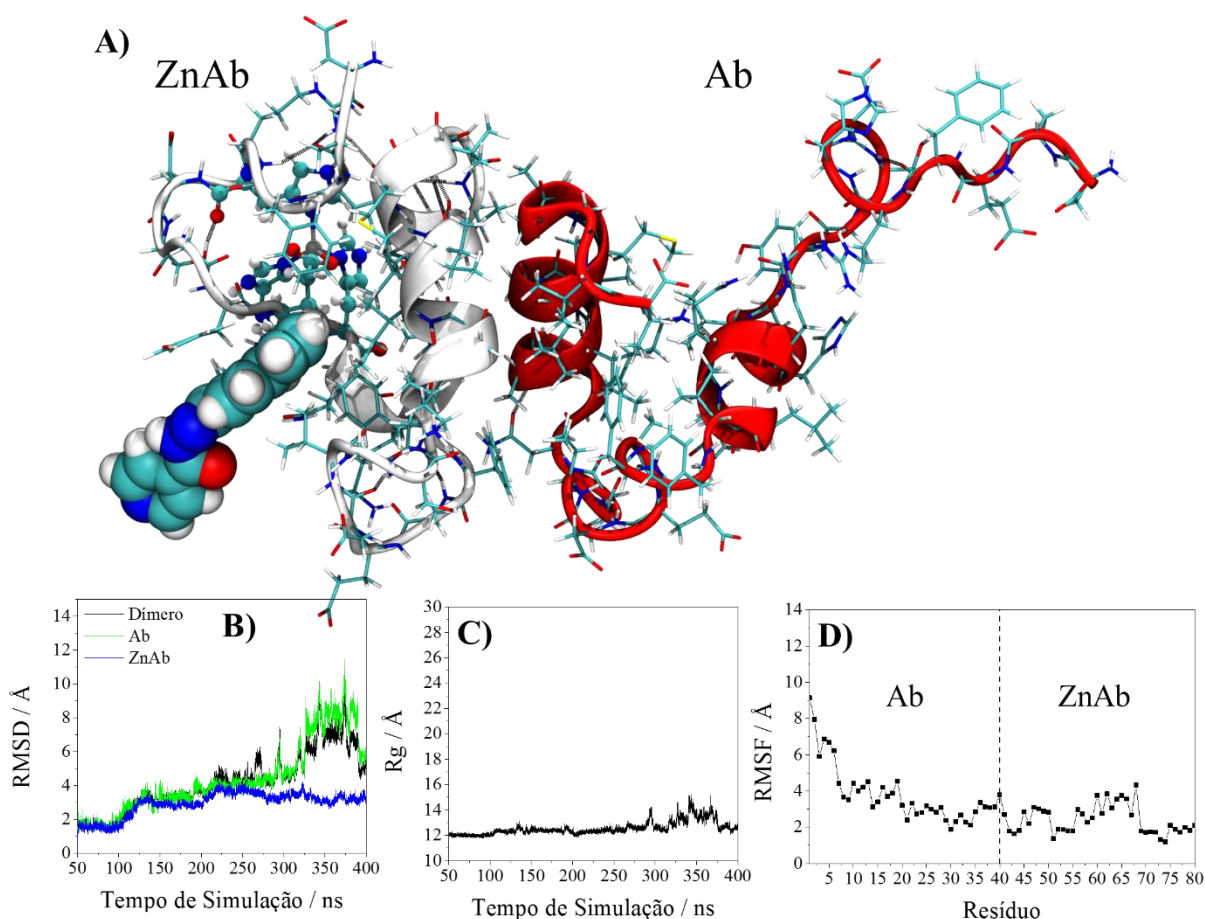 A)
ZnAb
Ab
B)
Dímero
Ab
ZnAb
14
12
10
8
6
4
2
0
RMSD / Å
50 100 150 200 250 300 350 400
Tempo de Simulação / ns
C)
30
28
26
24
22
20
18
16
14
12
10
Rg / Å
50 100 150 200 250 300 350 400
Tempo de Simulação / ns
D)
Ab
ZnAb
14
12
10
8
6
4
2
0
RMSF / Å
5 10 15 20 25 30 35 40 45 50 55 60 65 70 75 80
Resíduo